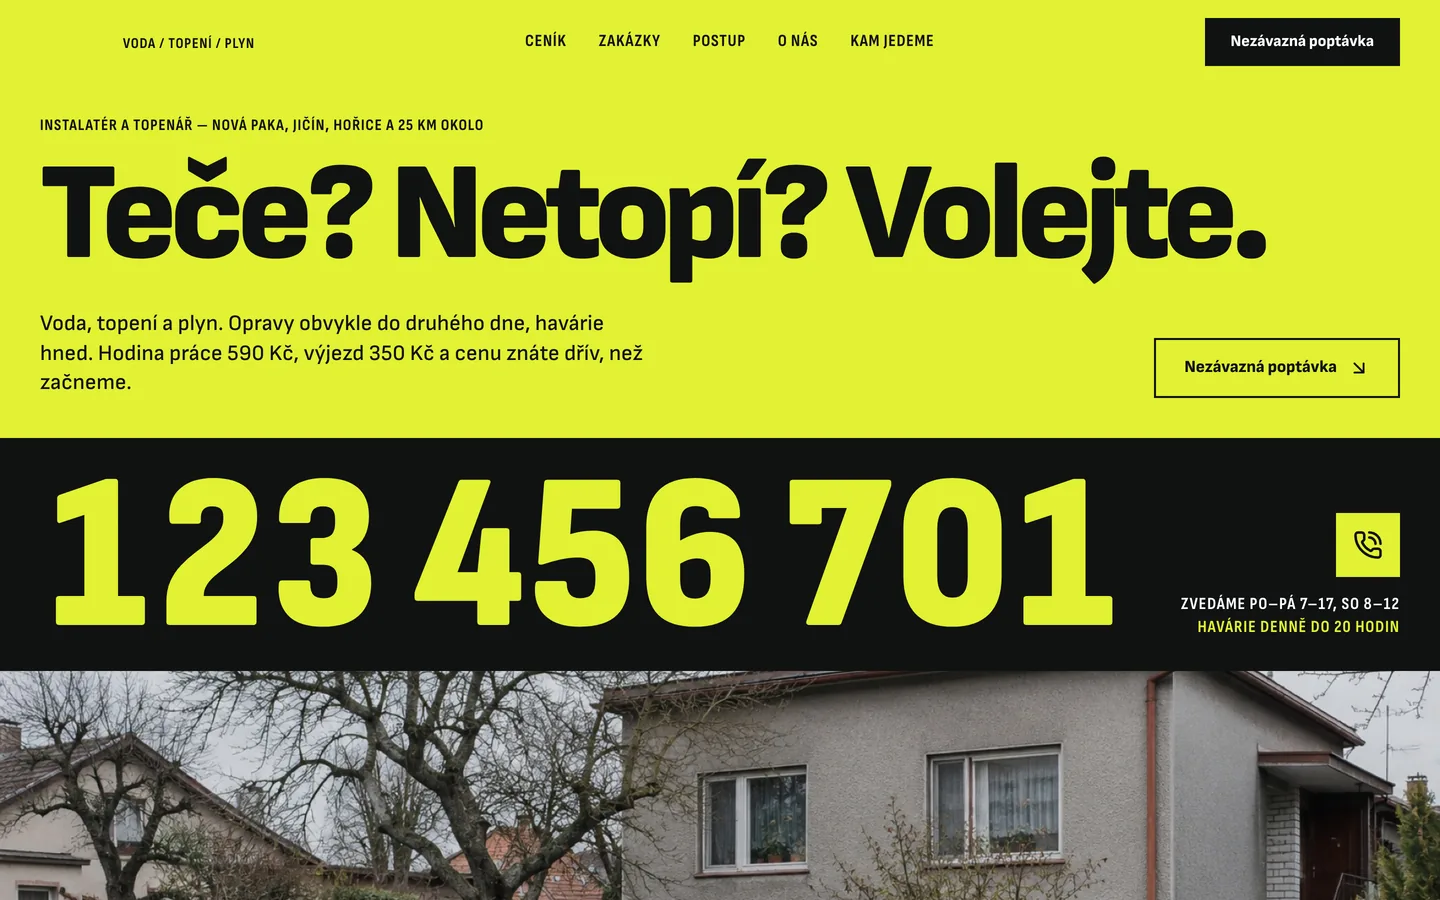 VODA / TOPENÍ / PLYN
CENÍK
ZAKÁZKY
POSTUP
O NÁS
KAM JEDEME
Nezávazná poptávka
INSTALATÉR A TOPENÁŘ — NOVÁ PAKA, JIČÍN, HOŘICE A 25 KM OKOLO
Teče? Netopí? Volejte.
Voda, topení a plyn. Opravy obvykle do druhého dne, havárie
hned. Hodina práce 590 Kč, výjezd 350 Kč a cenu znáte dřív, než
začneme.
Nezávazná poptávka
123 456 701
ZVEDÁME PO–PÁ 7–17, SO 8–12
HAVÁRIE DENNĚ DO 20 HODIN